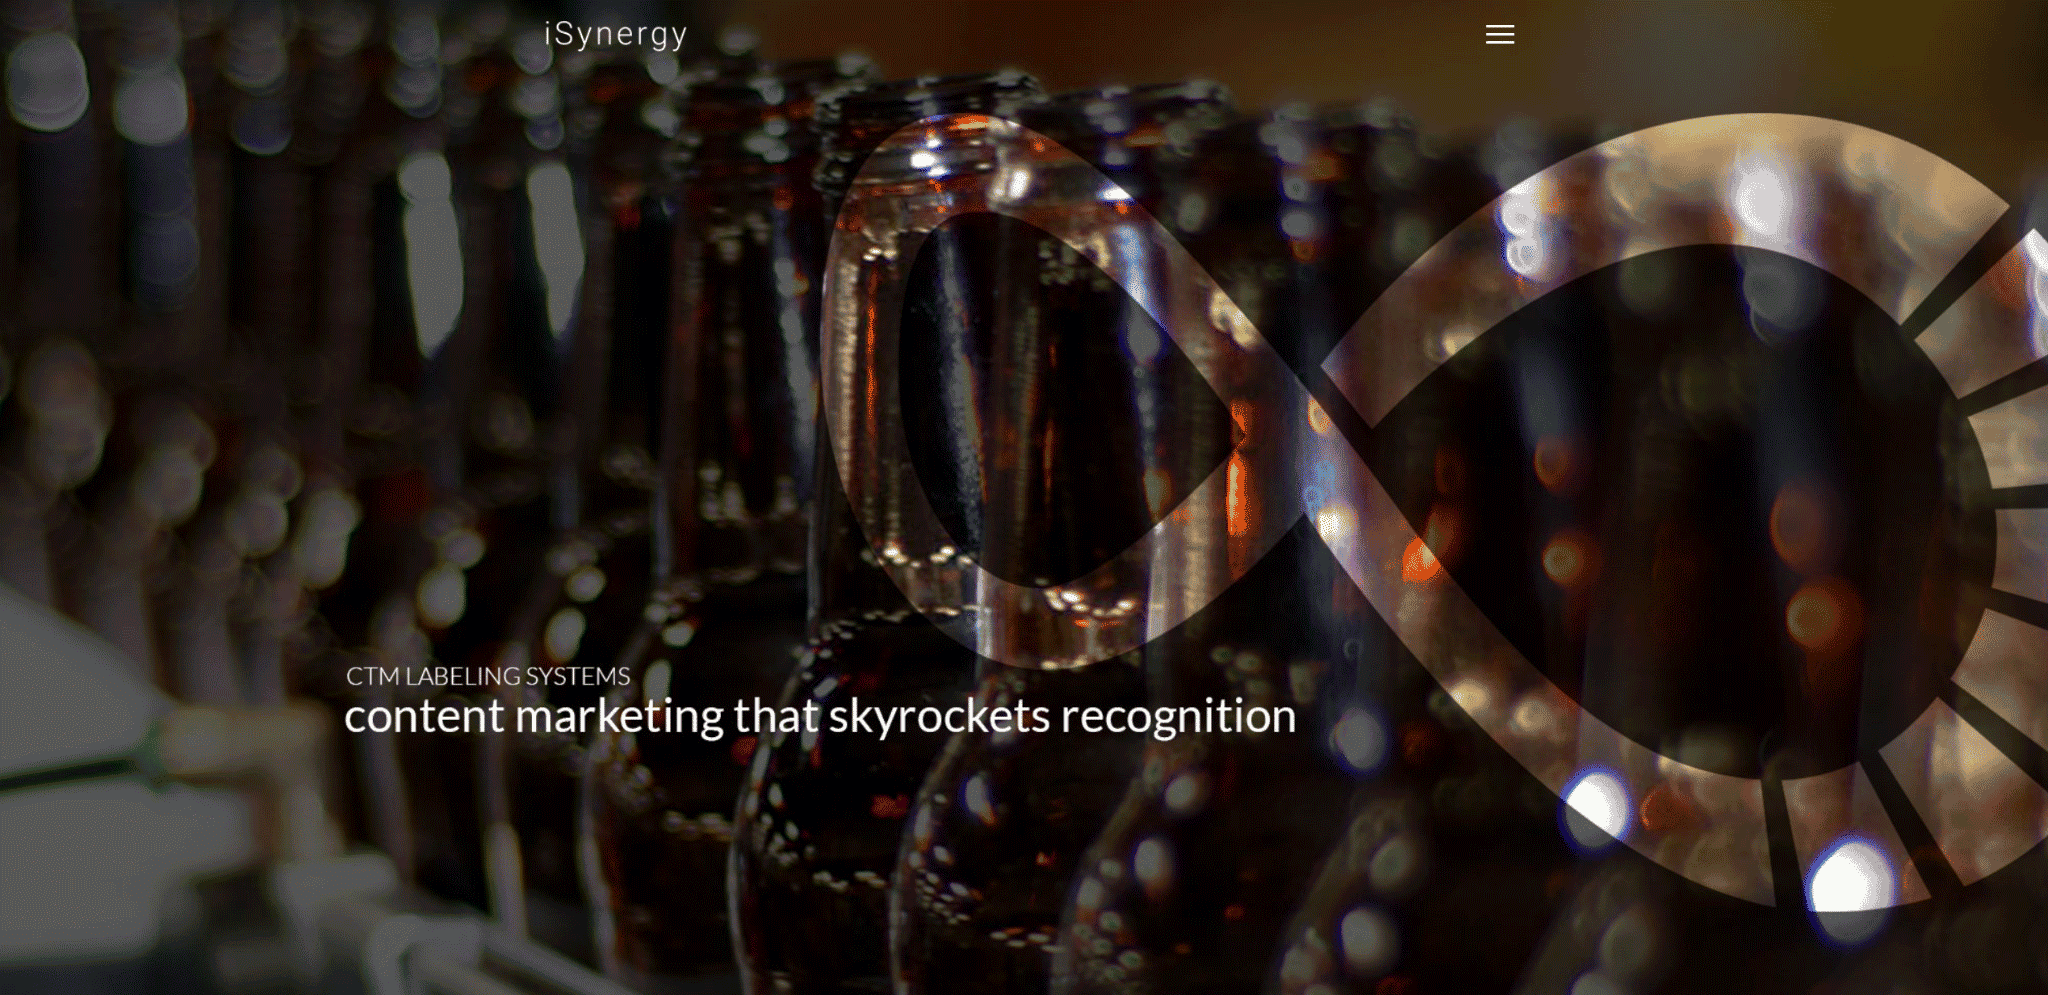 iSynergy
CTM LABELING SYSTEMS
content marketing that skyrockets recognition